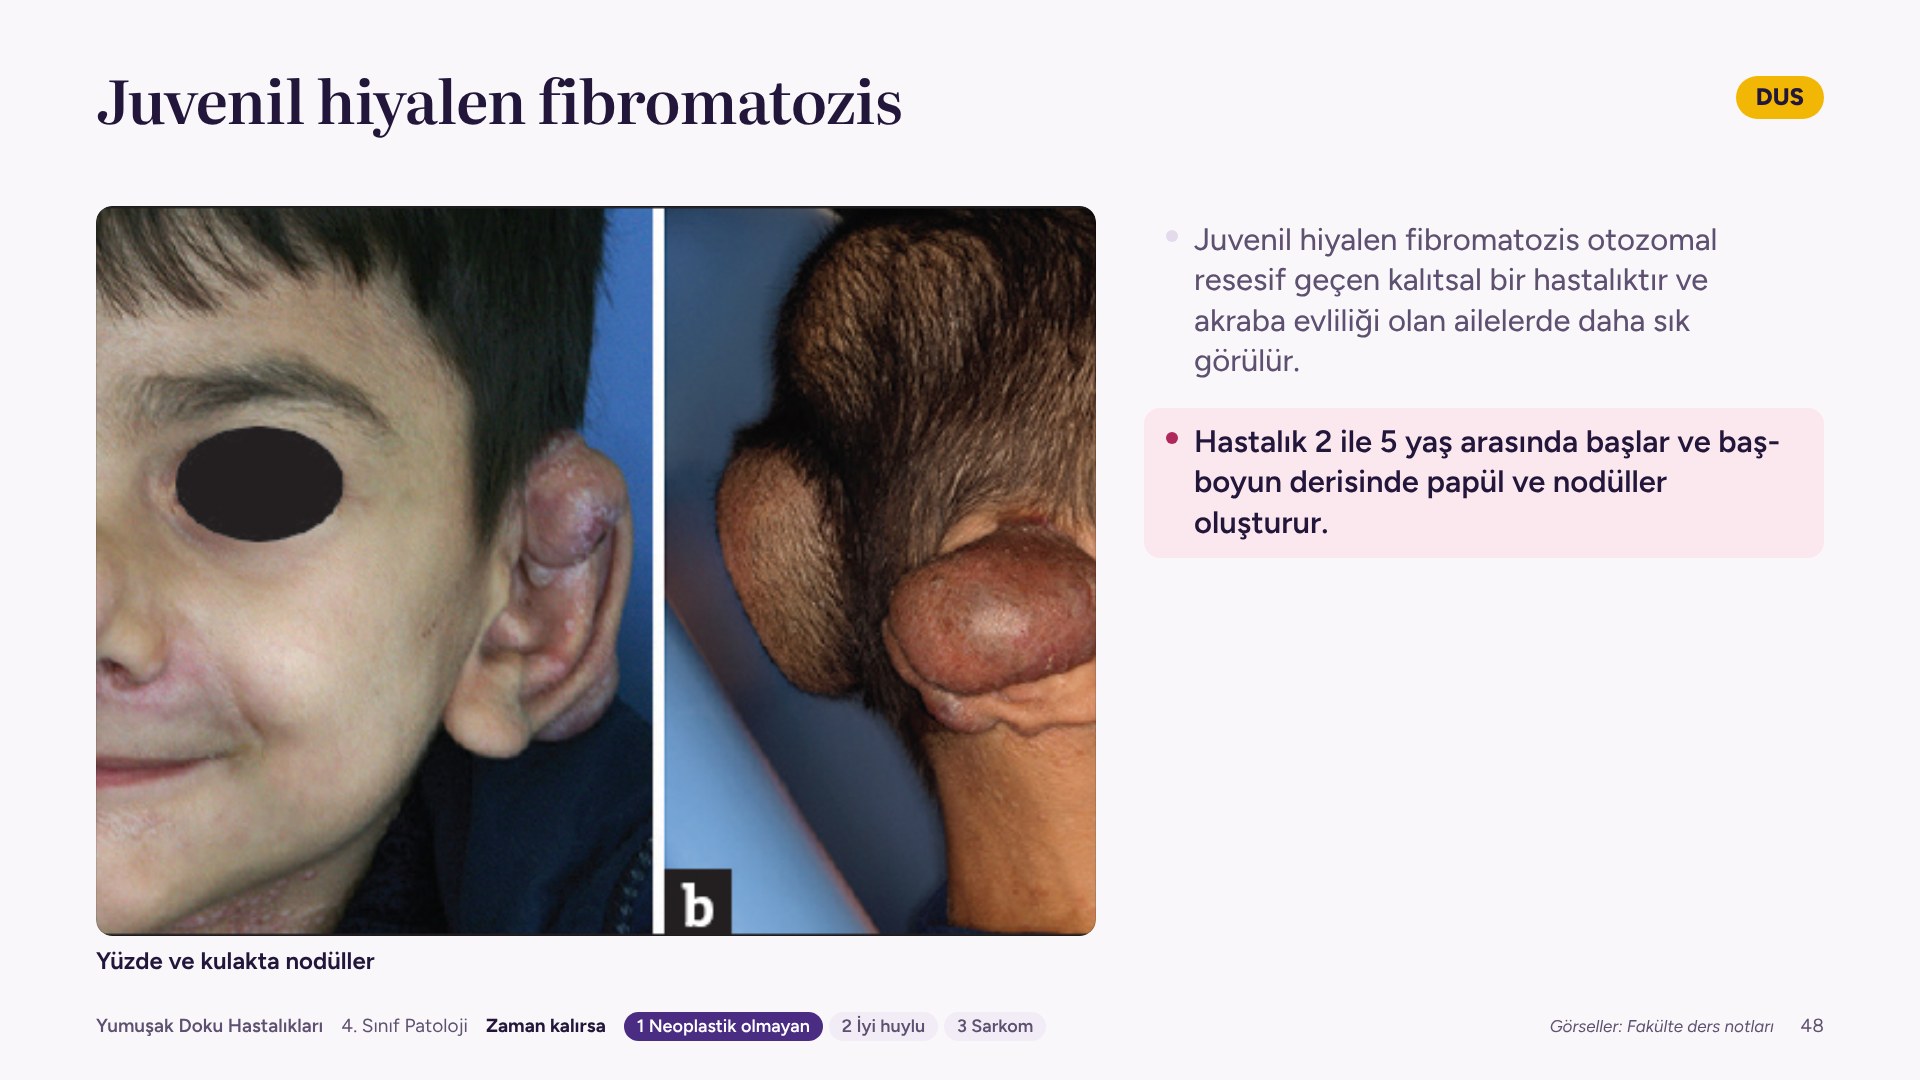 Juvenil hiyalen fibromatozis
DUS
Juvenil hiyalen fibromatozis otozomal
resesif geçen kalıtsal bir hastalıktır ve
akraba evliliği olan ailelerde daha sık
görülür.
Hastalık 2 ile 5 yaş arasında başlar ve baş-
boyun derisinde papül ve nodüller
oluşturur.
b
Yüzde ve kulakta nodüller
Yumuşak Doku Hastalıkları 4. Sınıf Patoloji Zaman kalırsa 1 Neoplastik olmayan 2 İyi huylu 3 Sarkom Görseller: Fakülte ders notları 48